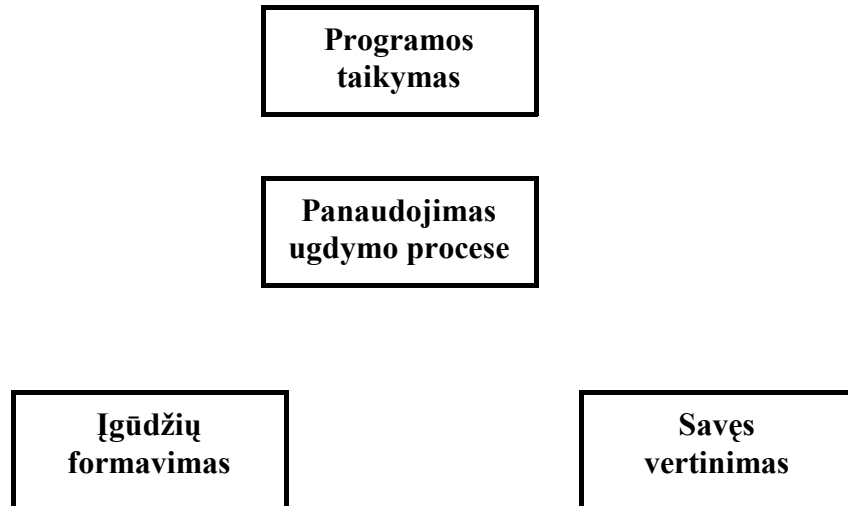 Programos
taikymas
Panaudojimas
ugdymo procese
Įgūdžių
formavimas
Savęs
vertinimas